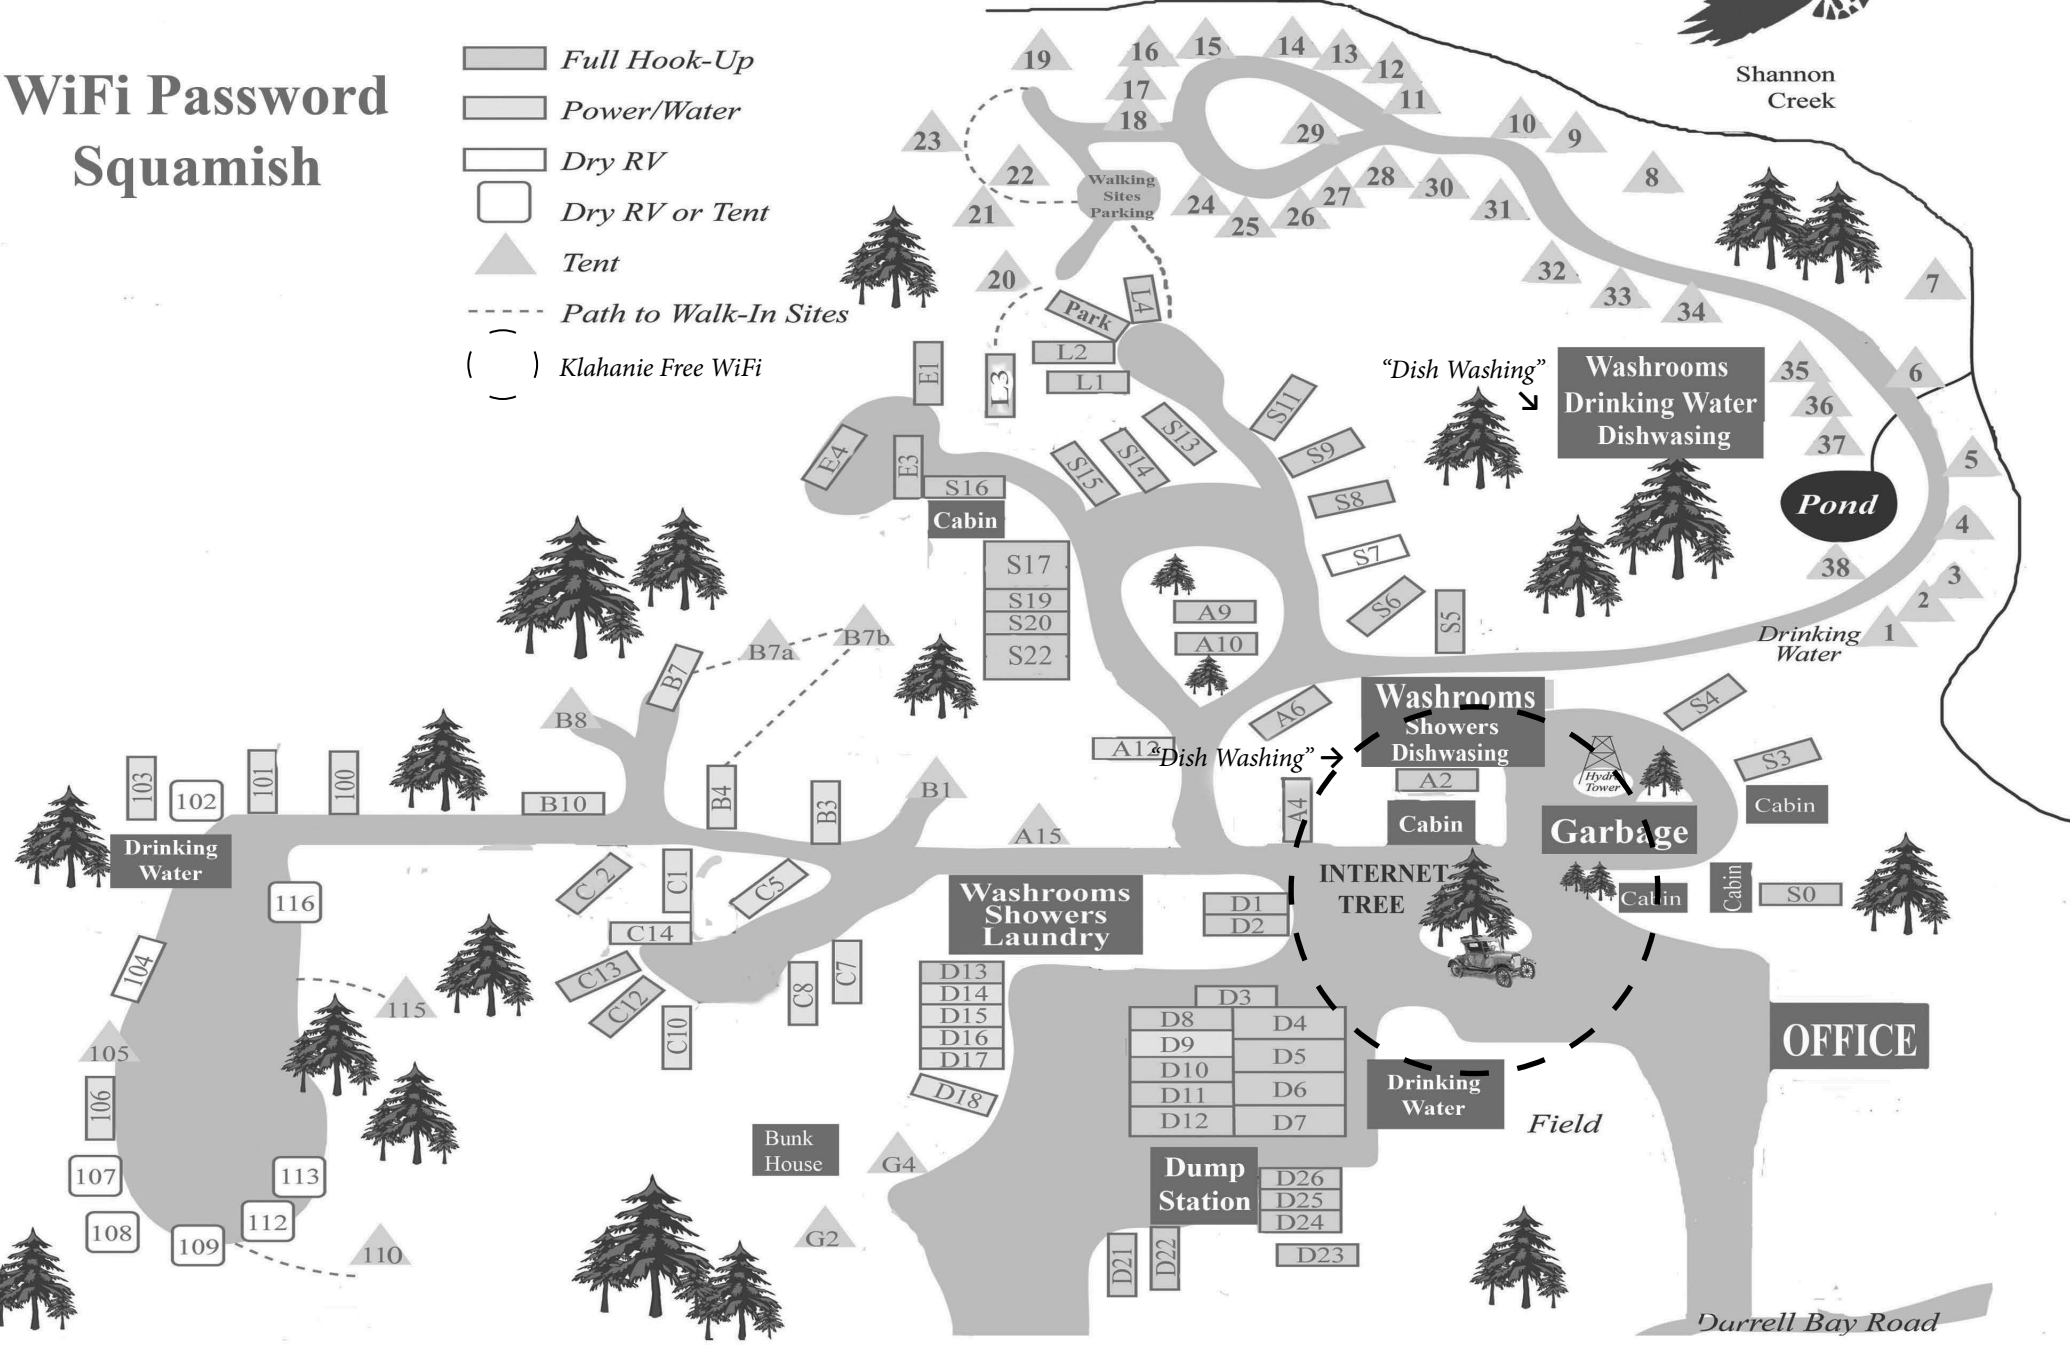 WiFi Password
Squamish
Full Hook-Up
Power/Water
Dry RV
Dry RV or Tent
Tent
Path to Walk-In Sites
Klahanie Free WiFi
Shannon
Creek
19
16
15
14
13
12
17
11
18
23
29
10
9
22
8
Walking
Sites
Parking
21
24
25
26
27
28
30
31
20
32
33
34
7
Park
L4
L2
L1
L3
E1
E4
E3
S16
Cabin
S15
S14
S13
S11
S9
S8
S7
S6
S5
“Dish Washing”
Washrooms
Drinking Water
Dishwasing
35
36
37
6
5
Pond
4
38
3
2
1
Drinking
Water
S17
S19
S20
S22
A9
A10
B7
B7a
B7b
B8
A6
A12
Washrooms
Showers
Dishwasing
“Dish Washing”
A2
A4
Cabin
Hydro
Tower
S4
S3
Cabin
Garbage
Cabin
Cabin
S0
103
102
101
100
B10
B4
B3
B1
A15
Drinking
Water
C 2
C1
C5
INTERNET
TREE
116
C14
Washrooms
Showers
Laundry
D1
D2
104
C13
C12
C10
C8
C7
D13
D14
D15
D16
D17
D18
D3
D8
D4
D9
D5
D10
D6
D11
D12
D7
OFFICE
115
105
106
Drinking
Water
Field
Bunk
House
G4
G2
Dump
Station
D26
D25
D24
D23
D21
D22
107
113
108
112
109
110
Darrell Bay Road